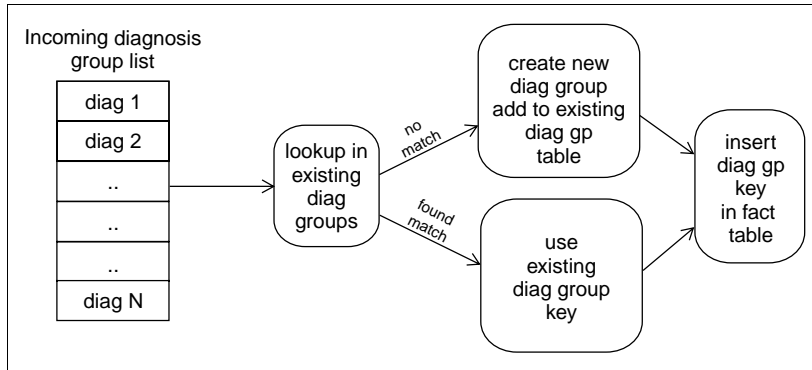 Incoming diagnosis
group list
diag 1
diag 2
..
..
..
diag N
lookup in
existing
diag
groups
no
match
found
match
create new
diag group
add to existing
diag gp
table
use
existing
diag group
key
insert
diag gp
key
in fact
table